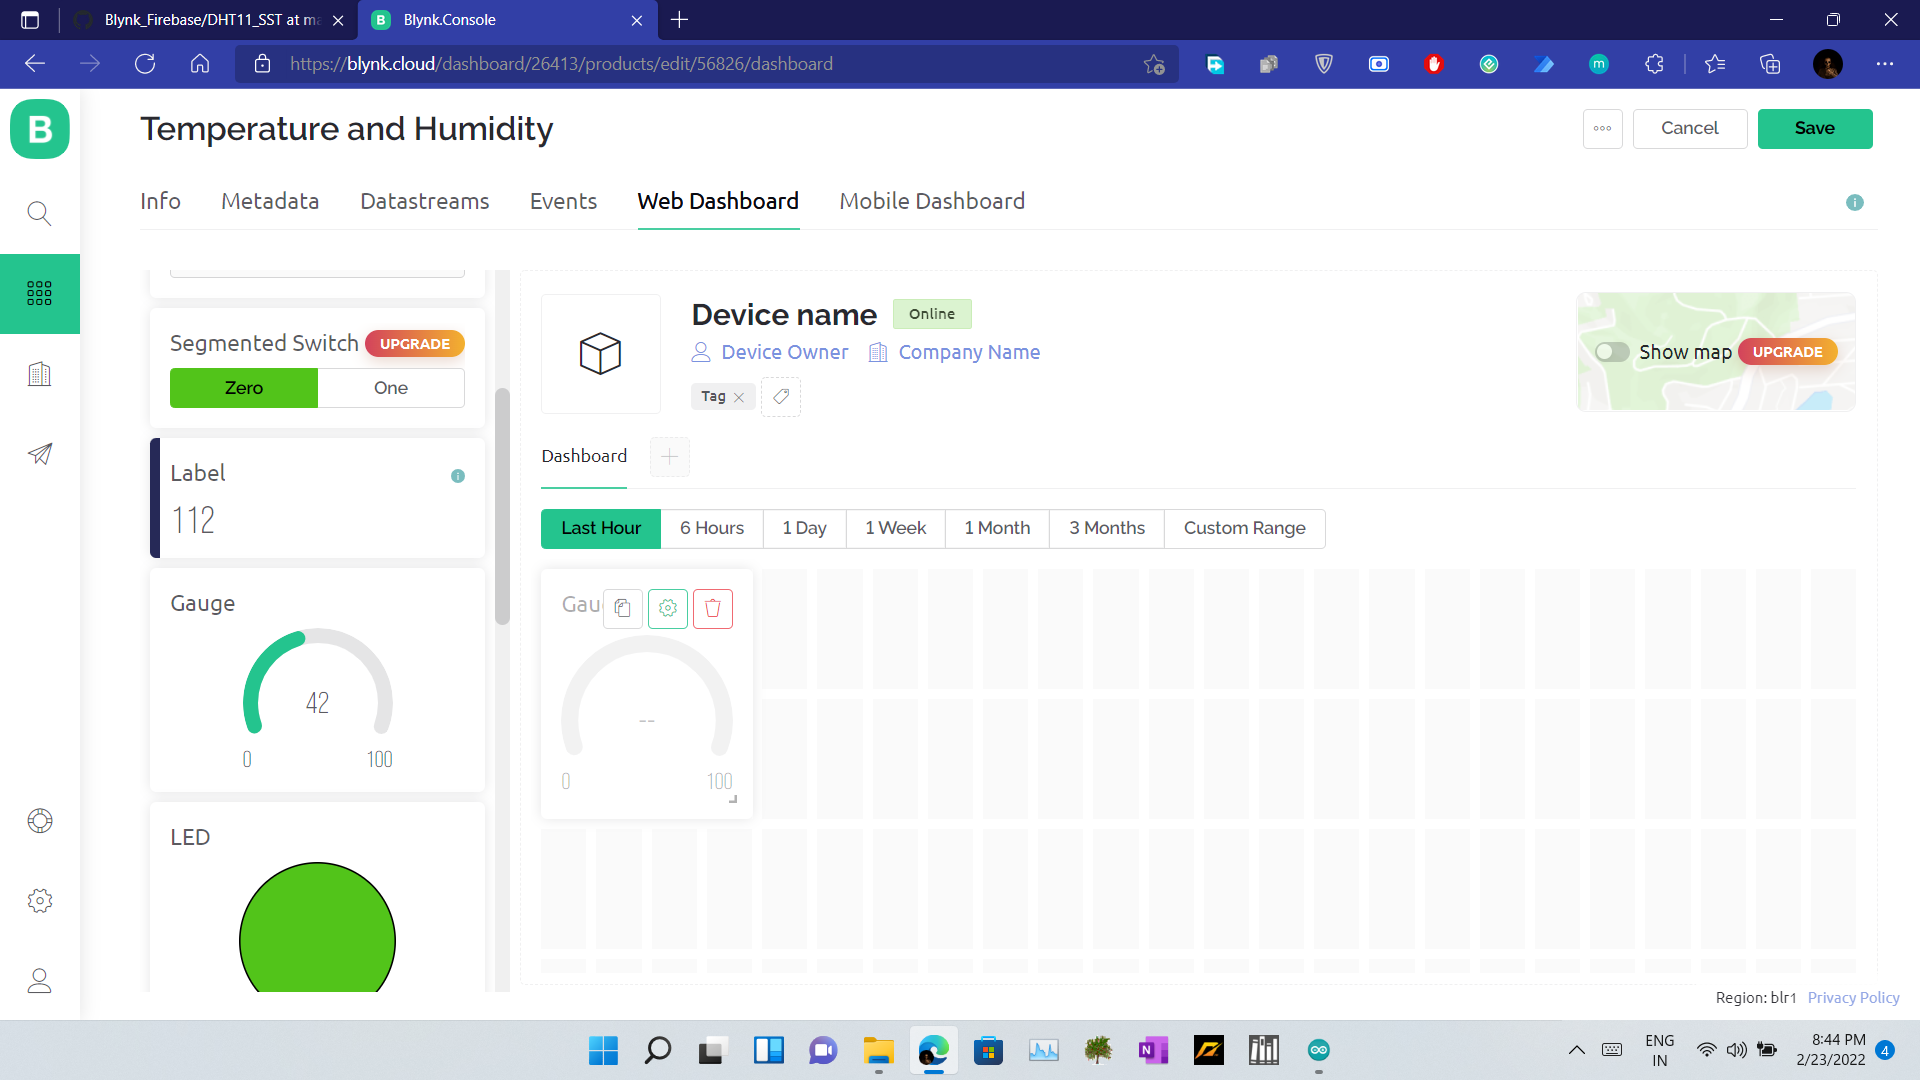 Blynk_Firebase/DHT11_SST at ma
Blynk.Console
https://blynk.cloud/dashboard/26413/products/edit/56826/dashboard
B
Temperature and Humidity
Cancel
Save
Info
Metadata
Datastreams
Events
Web Dashboard
Mobile Dashboard
Segmented Switch
UPGRADE
Zero
One
Label
112
Gauge
42
0
100
LED
Device name
Online
Device Owner
Company Name
Tag
Show map
UPGRADE
Dashboard
Last Hour
6 Hours
1 Day
1 Week
1 Month
3 Months
Custom Range
Gau
--
0
100
Region: blr1
Privacy Policy
ENG
IN
8:44 PM
2/23/2022
4